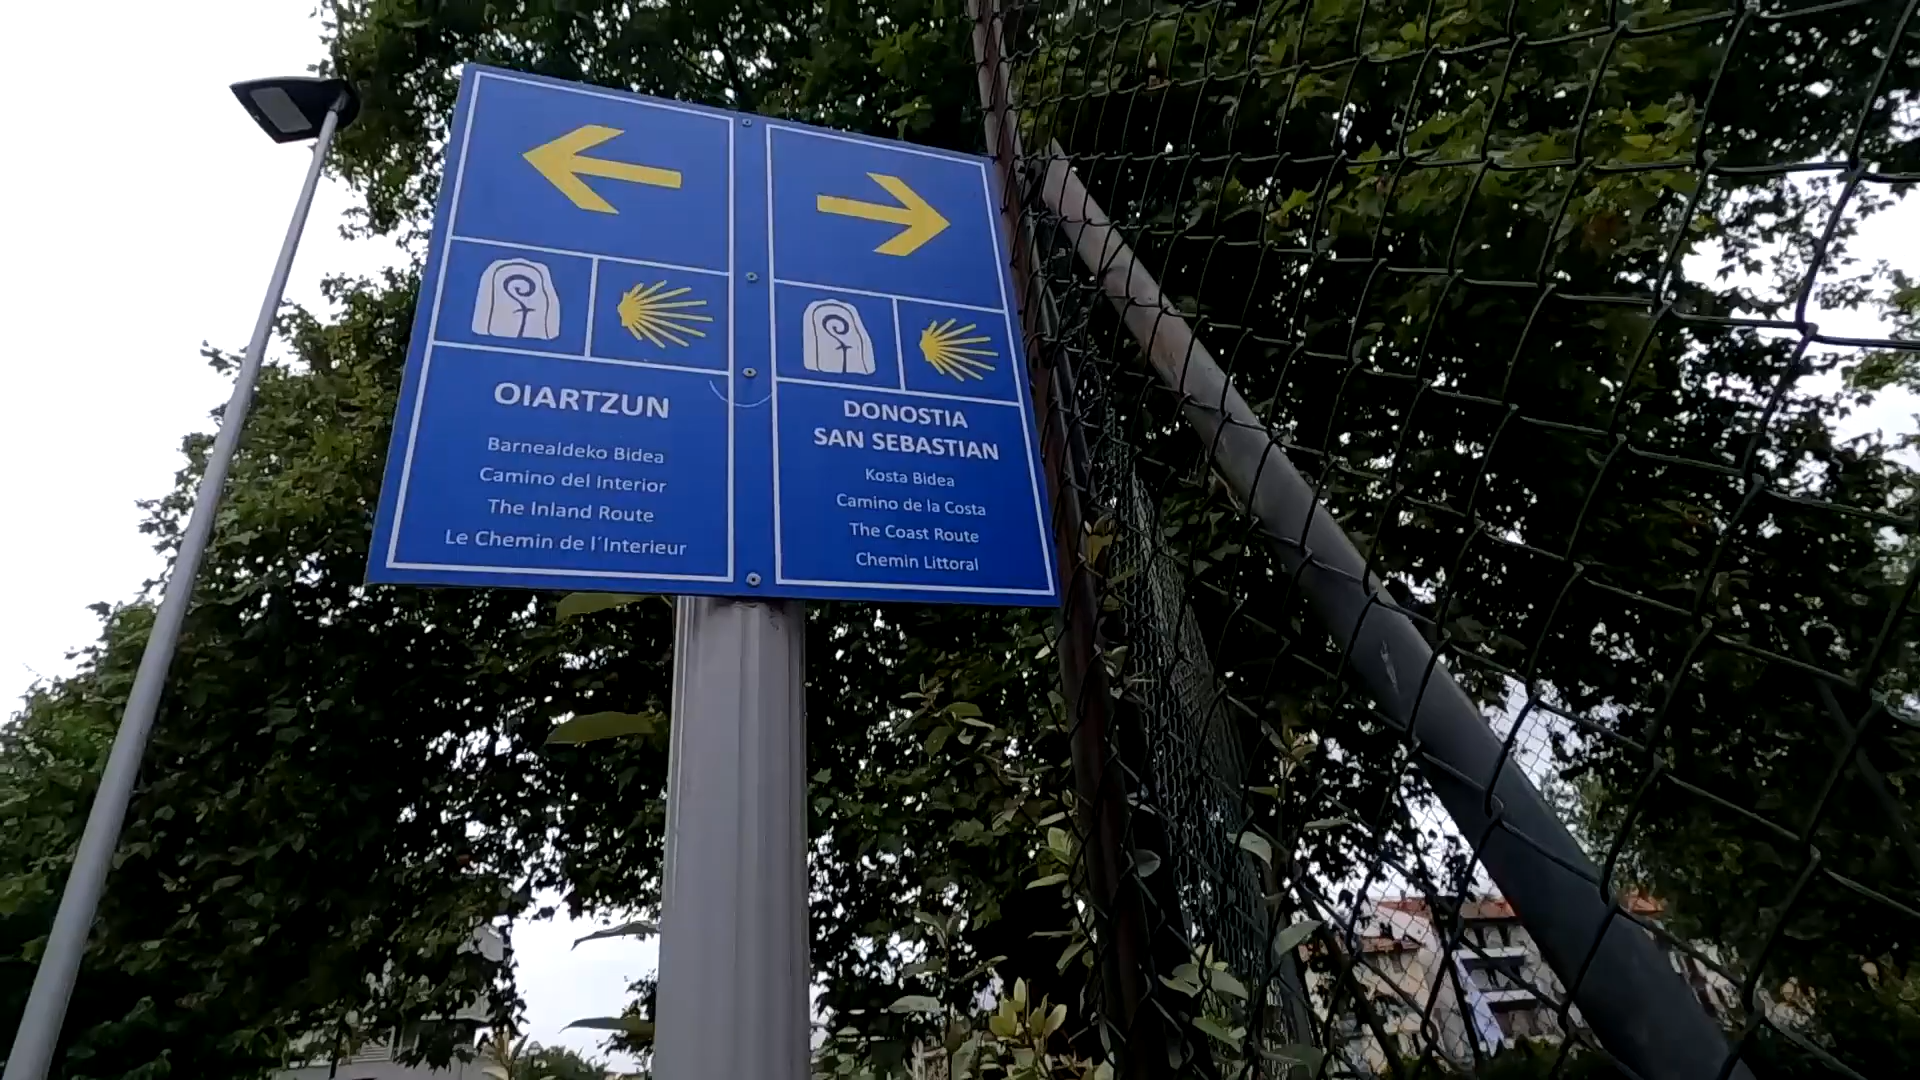 OIARTZUN
Barnealdeko Bidea
Camino del Interior
The Inland Route
Le Chemin de l´Interieur
DONOSTIA
SAN SEBASTIAN
Kosta Bidea
Camino de la Costa
The Coast Route
Chemin Littoral